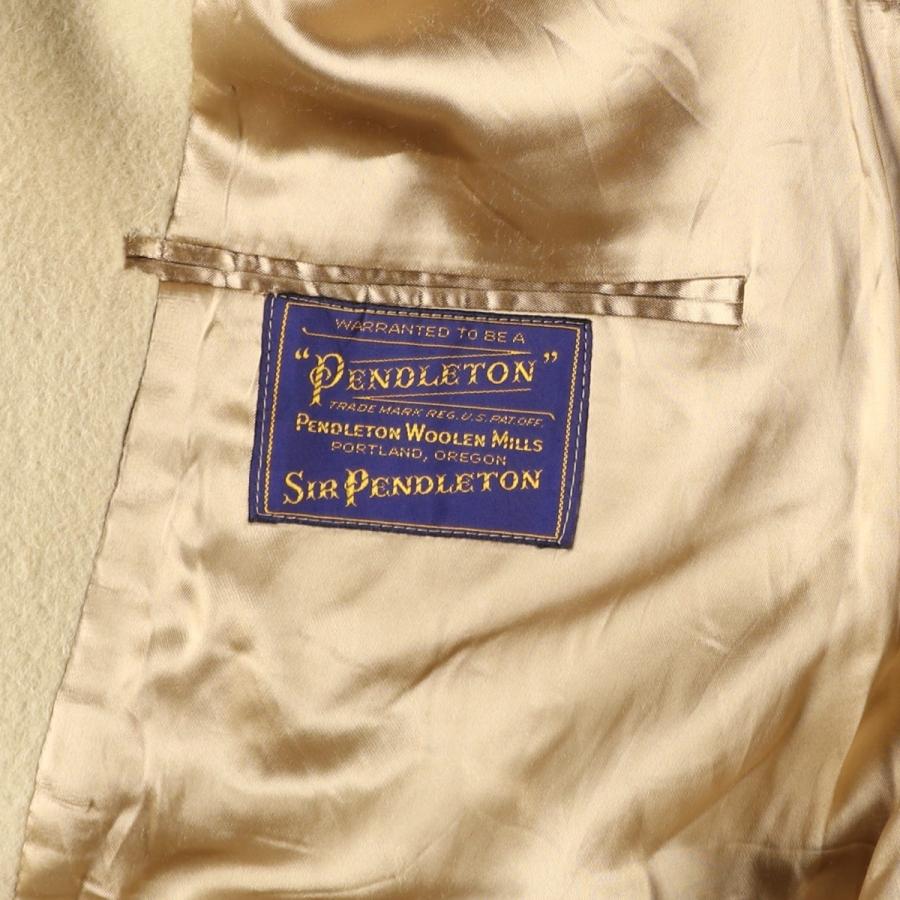 WARRANTED TO BE A
"PENDLETON"
TRADE MARK REG. U.S. PAT. OFF.
PENDLETON WOOLEN MILLS
PORTLAND, OREGON
SIR PENDLETON